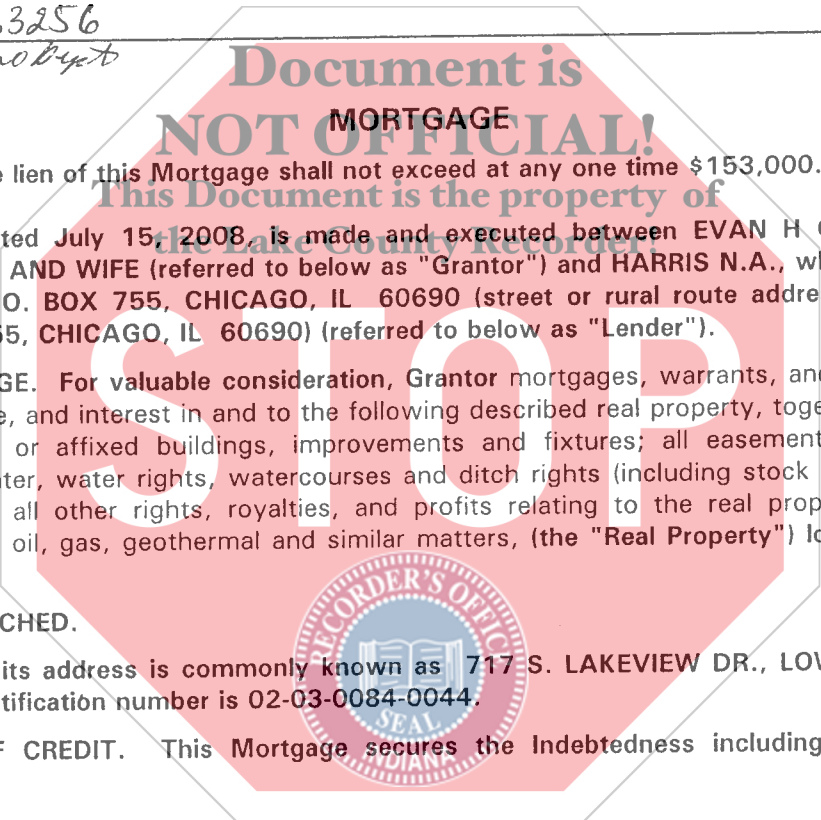 3256
Document is
NOT OFFICIAL!
MORTGAGE
e lien of this Mortgage shall not exceed at any one time $153,000.
This Document is the property of
the Lake County Recorder!
ted July 15, 2008, is made and executed between EVAN H
AND WIFE (referred to below as "Grantor") and HARRIS N.A., w
O. BOX 755, CHICAGO, IL 60690 (street or rural route addre
55, CHICAGO, IL 60690) (referred to below as "Lender").
STOP
GE. For valuable consideration, Grantor mortgages, warrants, an
e, and interest in and to the following described real property, toge
or affixed buildings, improvements and fixtures; all easement
ter, water rights, watercourses and ditch rights (including stock
all other rights, royalties, and profits relating to the real prop
oil, gas, geothermal and similar matters, (the "Real Property") lo
CHED.
RECORDER'S OFFIC
its address is commonly known as 717 S. LAKEVIEW DR., LOV
tification number is 02-03-0084-0044.
SEAL
INDIANA
F CREDIT. This Mortgage secures the Indebtedness including